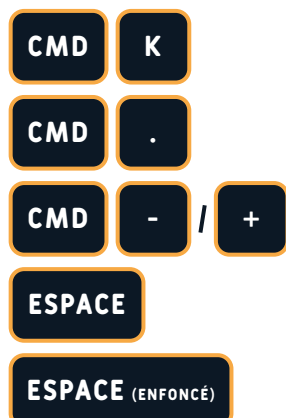 CMD K
CMD .
CMD - / +
ESPACE
ESPACE (ENFONCÉ)